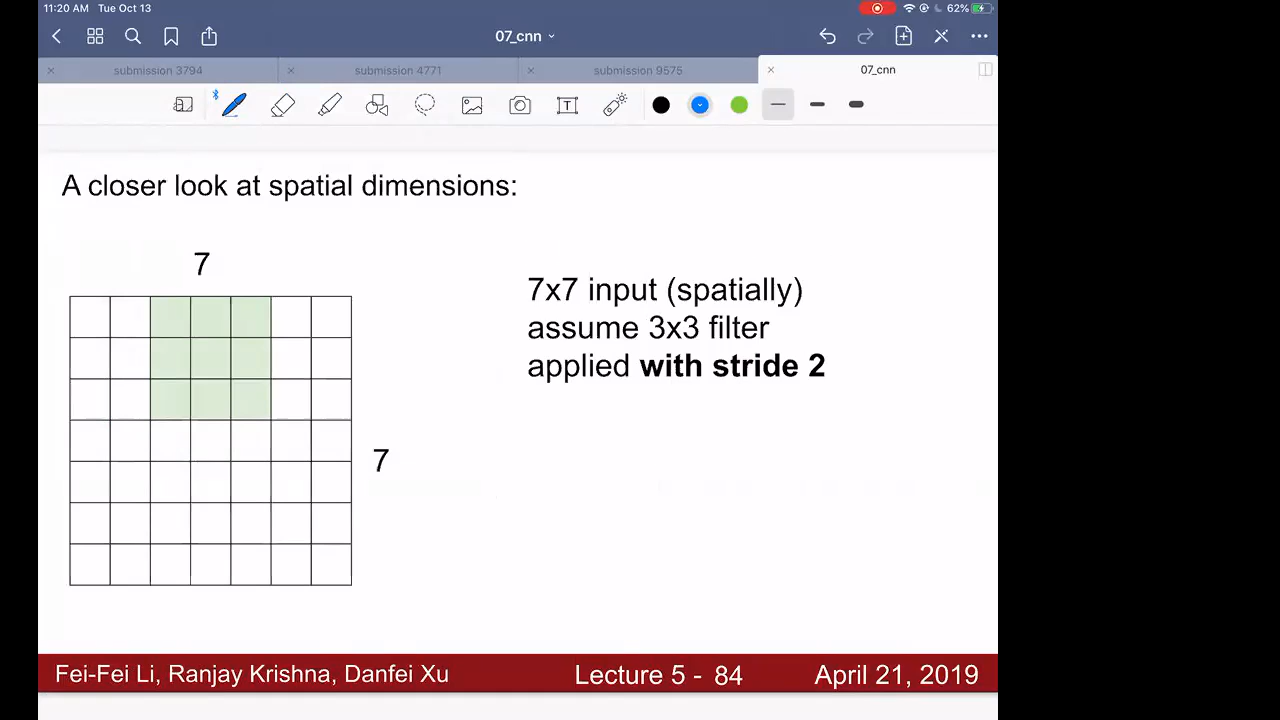 11:20 AM Tue Oct 13
62%
07_cnn
submission 3794
submission 4771
submission 9575
07_cnn
T
A closer look at spatial dimensions:
7
7x7 input (spatially)
assume 3x3 filter
applied with stride 2
7
Fei-Fei Li, Ranjay Krishna, Danfei Xu
Lecture 5 - 84
April 21, 2019